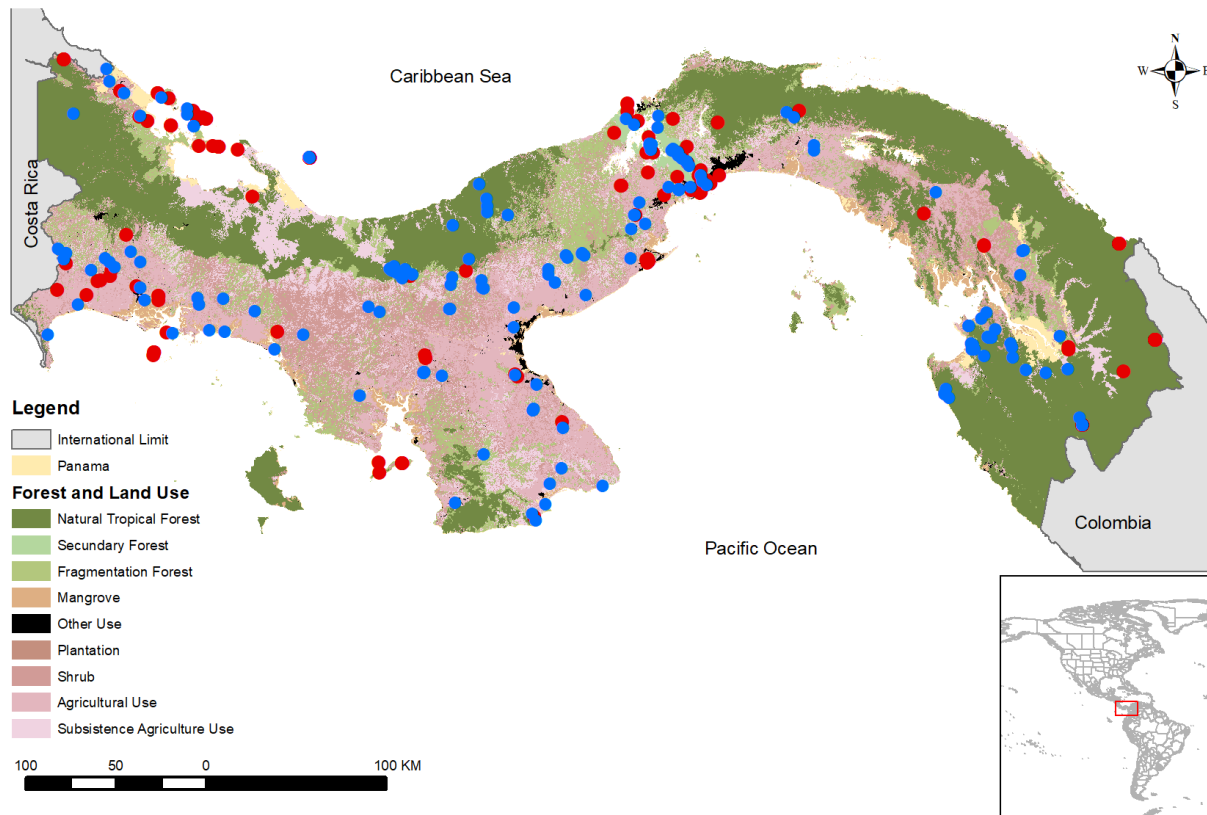 Caribbean Sea
N
W E
S
Costa Rica
Legend
International Limit
Panama
Forest and Land Use
Natural Tropical Forest
Secundary Forest
Fragmentation Forest
Mangrove
Other Use
Plantation
Shrub
Agricultural Use
Subsistence Agriculture Use
Colombia
Pacific Ocean
100 50 0 100 KM